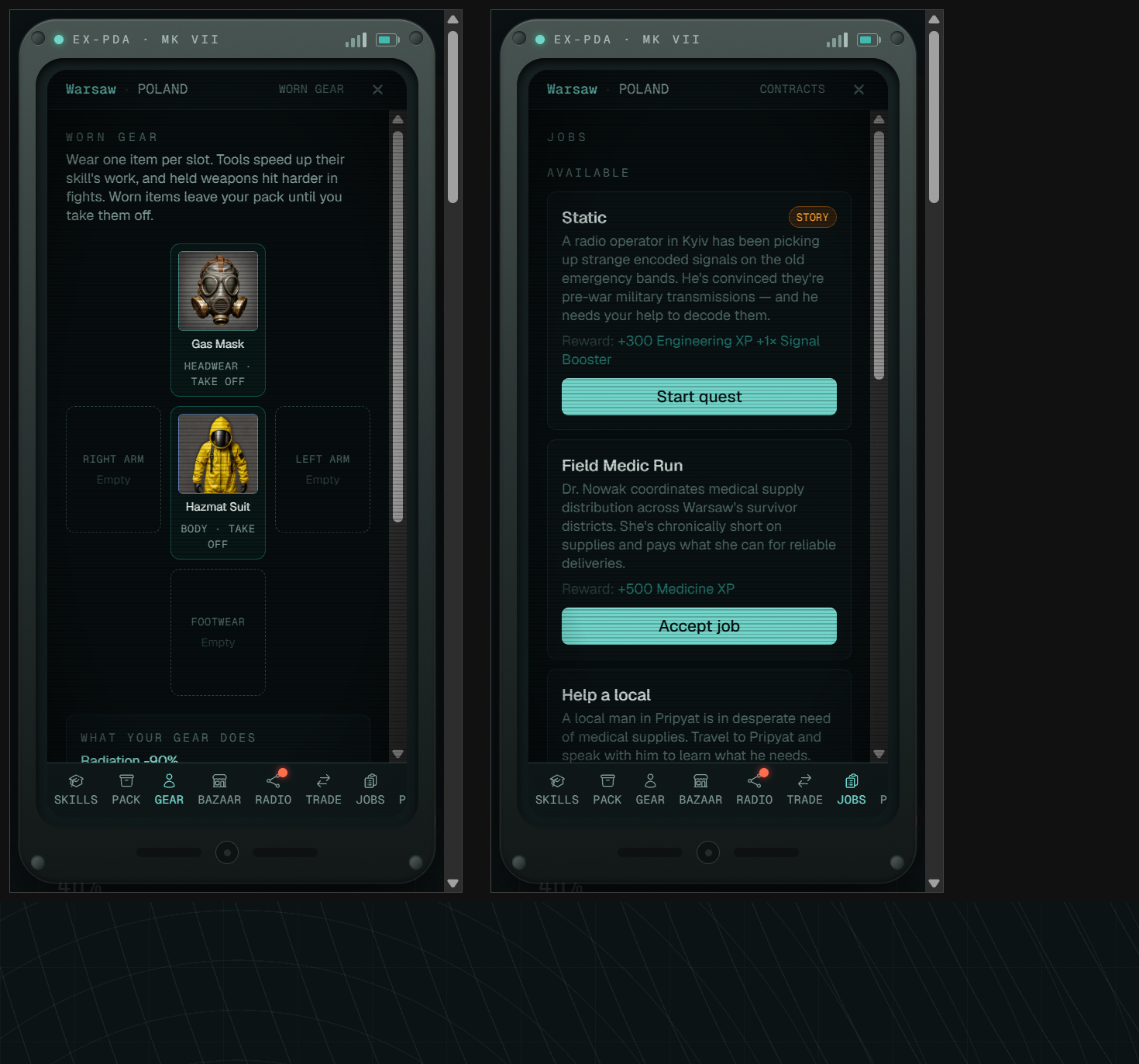 EX-PDA · MK VII
Warsaw · POLAND WORN GEAR
WORN GEAR
Wear one item per slot. Tools speed up their
skill's work, and held weapons hit harder in
fights. Worn items leave your pack until you
take them off.
Gas Mask
HEADWEAR ·
TAKE OFF
RIGHT ARM
Empty
Hazmat Suit
BODY · TAKE
OFF
LEFT ARM
Empty
FOOTWEAR
Empty
WHAT YOUR GEAR DOES
Radiation -90%
SKILLS PACK GEAR BAZAAR RADIO TRADE JOBS P
40%
EX-PDA · MK VII
Warsaw · POLAND CONTRACTS
JOBS
AVAILABLE
Static STORY
A radio operator in Kyiv has been picking
up strange encoded signals on the old
emergency bands. He's convinced they're
pre-war military transmissions — and he
needs your help to decode them.
Reward: +300 Engineering XP +1× Signal
Booster
Start quest
Field Medic Run
Dr. Nowak coordinates medical supply
distribution across Warsaw's survivor
districts. She's chronically short on
supplies and pays what she can for reliable
deliveries.
Reward: +500 Medicine XP
Accept job
Help a local
A local man in Pripyat is in desperate need
of medical supplies. Travel to Pripyat and
speak with him to learn what he needs.
SKILLS PACK GEAR BAZAAR RADIO TRADE JOBS P
40%